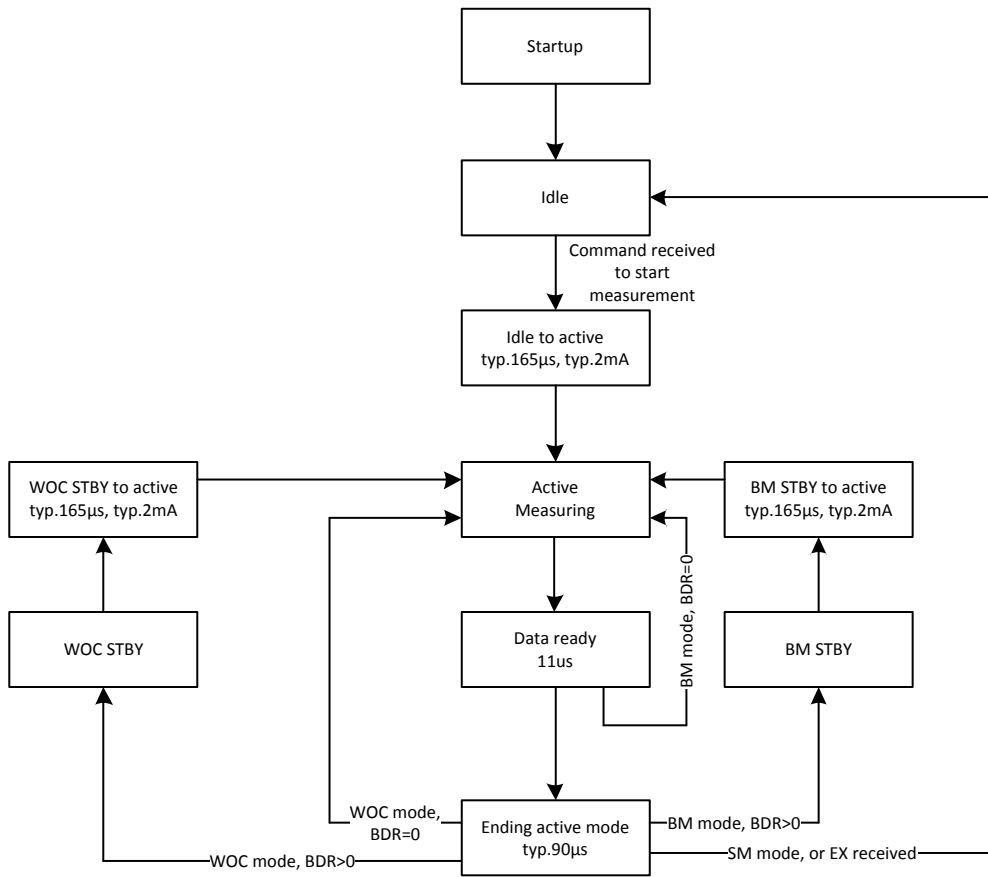 Startup
Idle
Command received
to start
measurement
Idle to active
typ.165µs, typ.2mA
WOC STBY to active
typ.165µs, typ.2mA
Active
Measuring
BM STBY to active
typ.165µs, typ.2mA
BM mode, BDR=0
WOC STBY
Data ready
11us
BM STBY
WOC mode,
BDR=0
Ending active mode
typ.90µs
BM mode, BDR>0
WOC mode, BDR>0
SM mode, or EX received